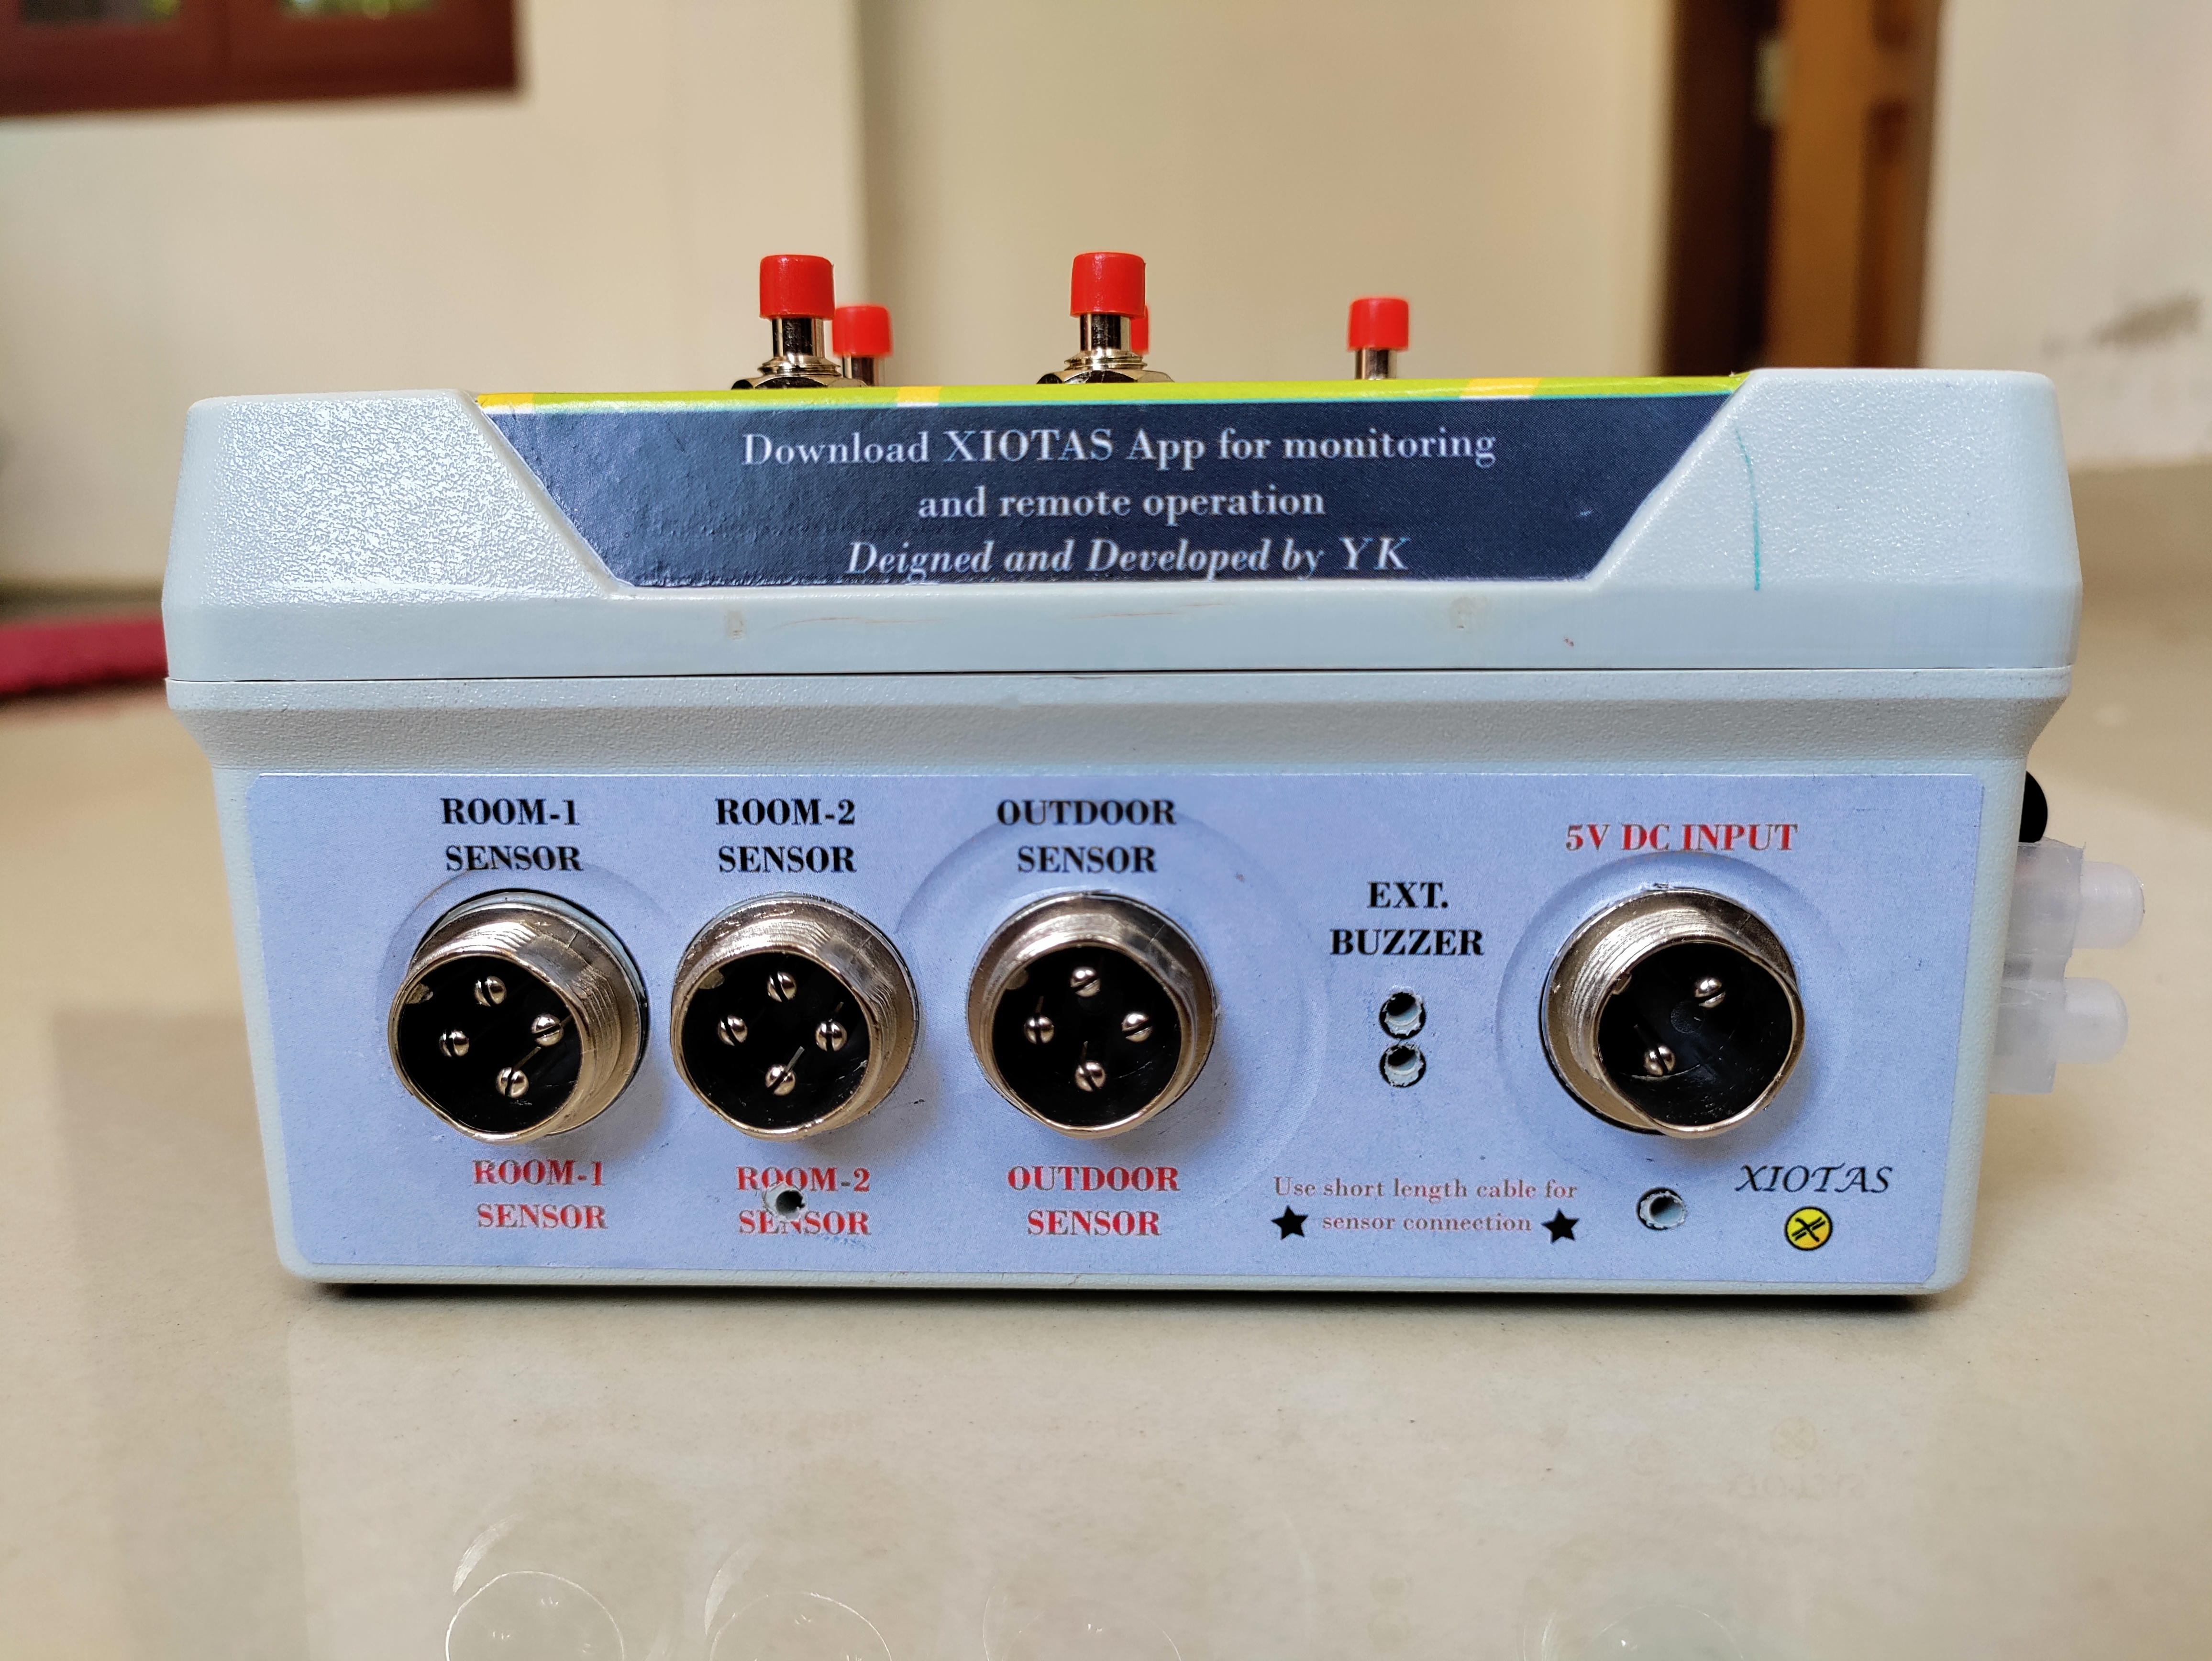 Download XIOTAS App for monitoring
and remote operation
Deigned and Developed by YK
ROOM-1
SENSOR
ROOM-2
SENSOR
OUTDOOR
SENSOR
EXT.
BUZZER
5V DC INPUT
ROOM-1
SENSOR
ROOM-2
SENSOR
OUTDOOR
SENSOR
Use short length cable for
sensor connection
XIOTAS